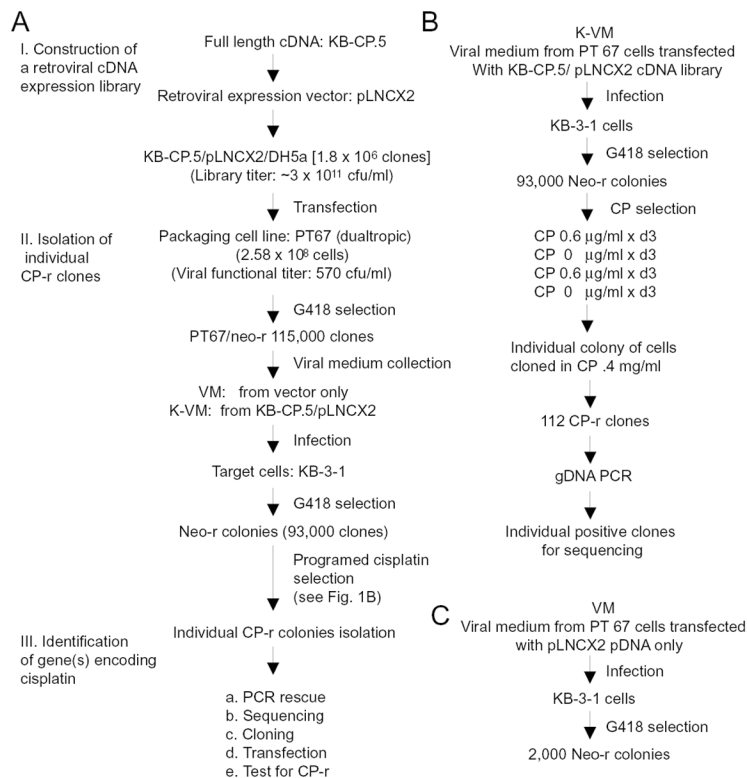 A
I. Construction of
a retroviral cDNA
expression library
Full length cDNA: KB-CP.5
Retroviral expression vector: pLNCX2
KB-CP.5/pLNCX2/DH5a [1.8 x 10⁶ clones]
(Library titer: ~3 x 10¹¹ cfu/ml)
Transfection
II. Isolation of
individual
CP-r clones
Packaging cell line: PT67 (dualtropic)
(2.58 x 10⁸ cells)
(Viral functional titer: 570 cfu/ml)
G418 selection
PT67/neo-r 115,000 clones
Viral medium collection
VM: from vector only
K-VM: from KB-CP.5/pLNCX2
Infection
Target cells: KB-3-1
G418 selection
Neo-r colonies (93,000 clones)
Programed cisplatin
selection
(see Fig. 1B)
Individual CP-r colonies isolation
III. Identification
of gene(s) encoding
cisplatin
a. PCR rescue
b. Sequencing
c. Cloning
d. Transfection
e. Test for CP-r
B
K-VM
Viral medium from PT 67 cells transfected
With KB-CP.5/ pLNCX2 cDNA library
Infection
KB-3-1 cells
G418 selection
93,000 Neo-r colonies
CP selection
CP 0.6 µg/ml x d3
CP 0 µg/ml x d3
CP 0.6 µg/ml x d3
CP 0 µg/ml x d3
Individual colony of cells
cloned in CP .4 mg/ml
112 CP-r clones
gDNA PCR
Individual positive clones
for sequencing
C
VM
Viral medium from PT 67 cells transfected
with pLNCX2 pDNA only
Infection
KB-3-1 cells
G418 selection
2,000 Neo-r colonies